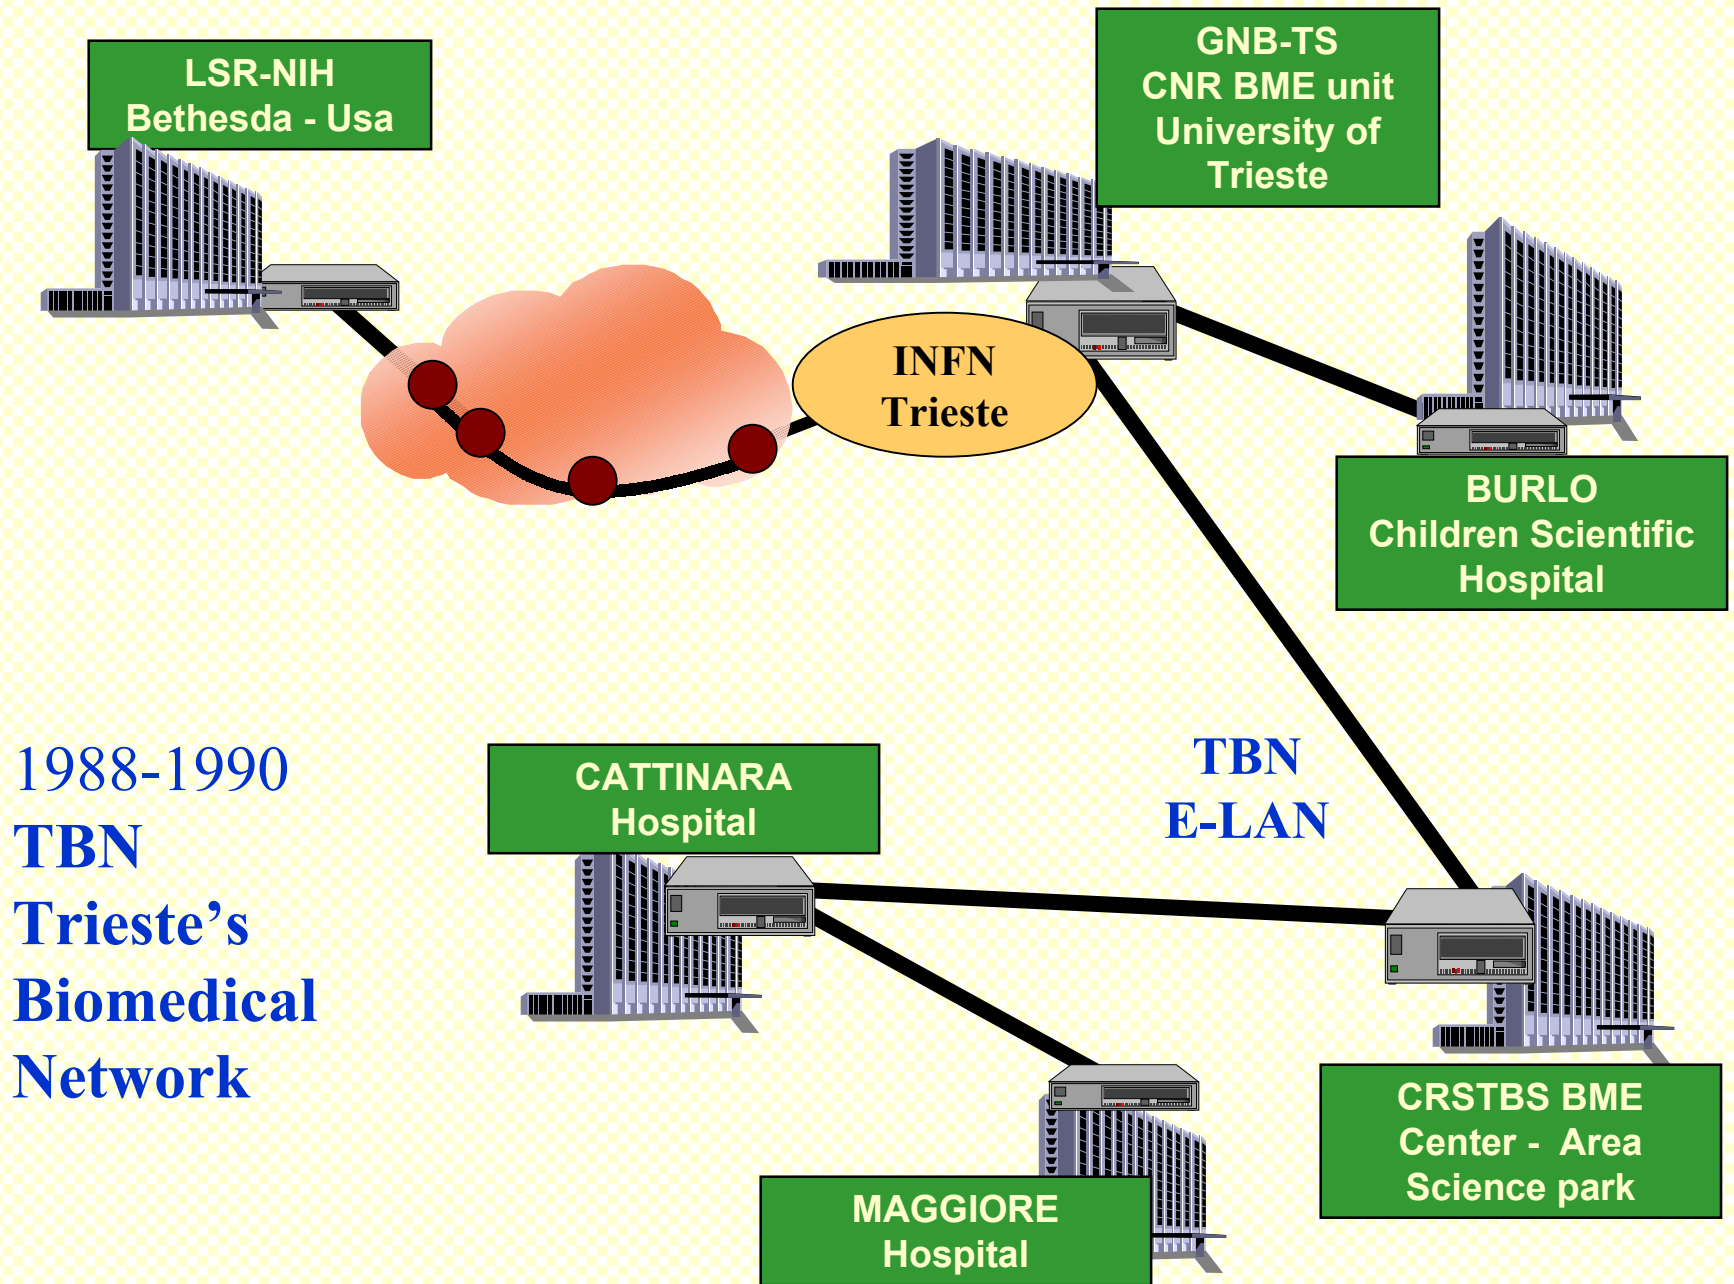 LSR-NIH
Bethesda - Usa
GNB-TS
CNR BME unit
University of
Trieste
INFN
Trieste
BURLO
Children Scientific
Hospital
1988-1990
TBN
Trieste’s
Biomedical
Network
CATTINARA
Hospital
TBN
E-LAN
MAGGIORE
Hospital
CRSTBS BME
Center - Area
Science park